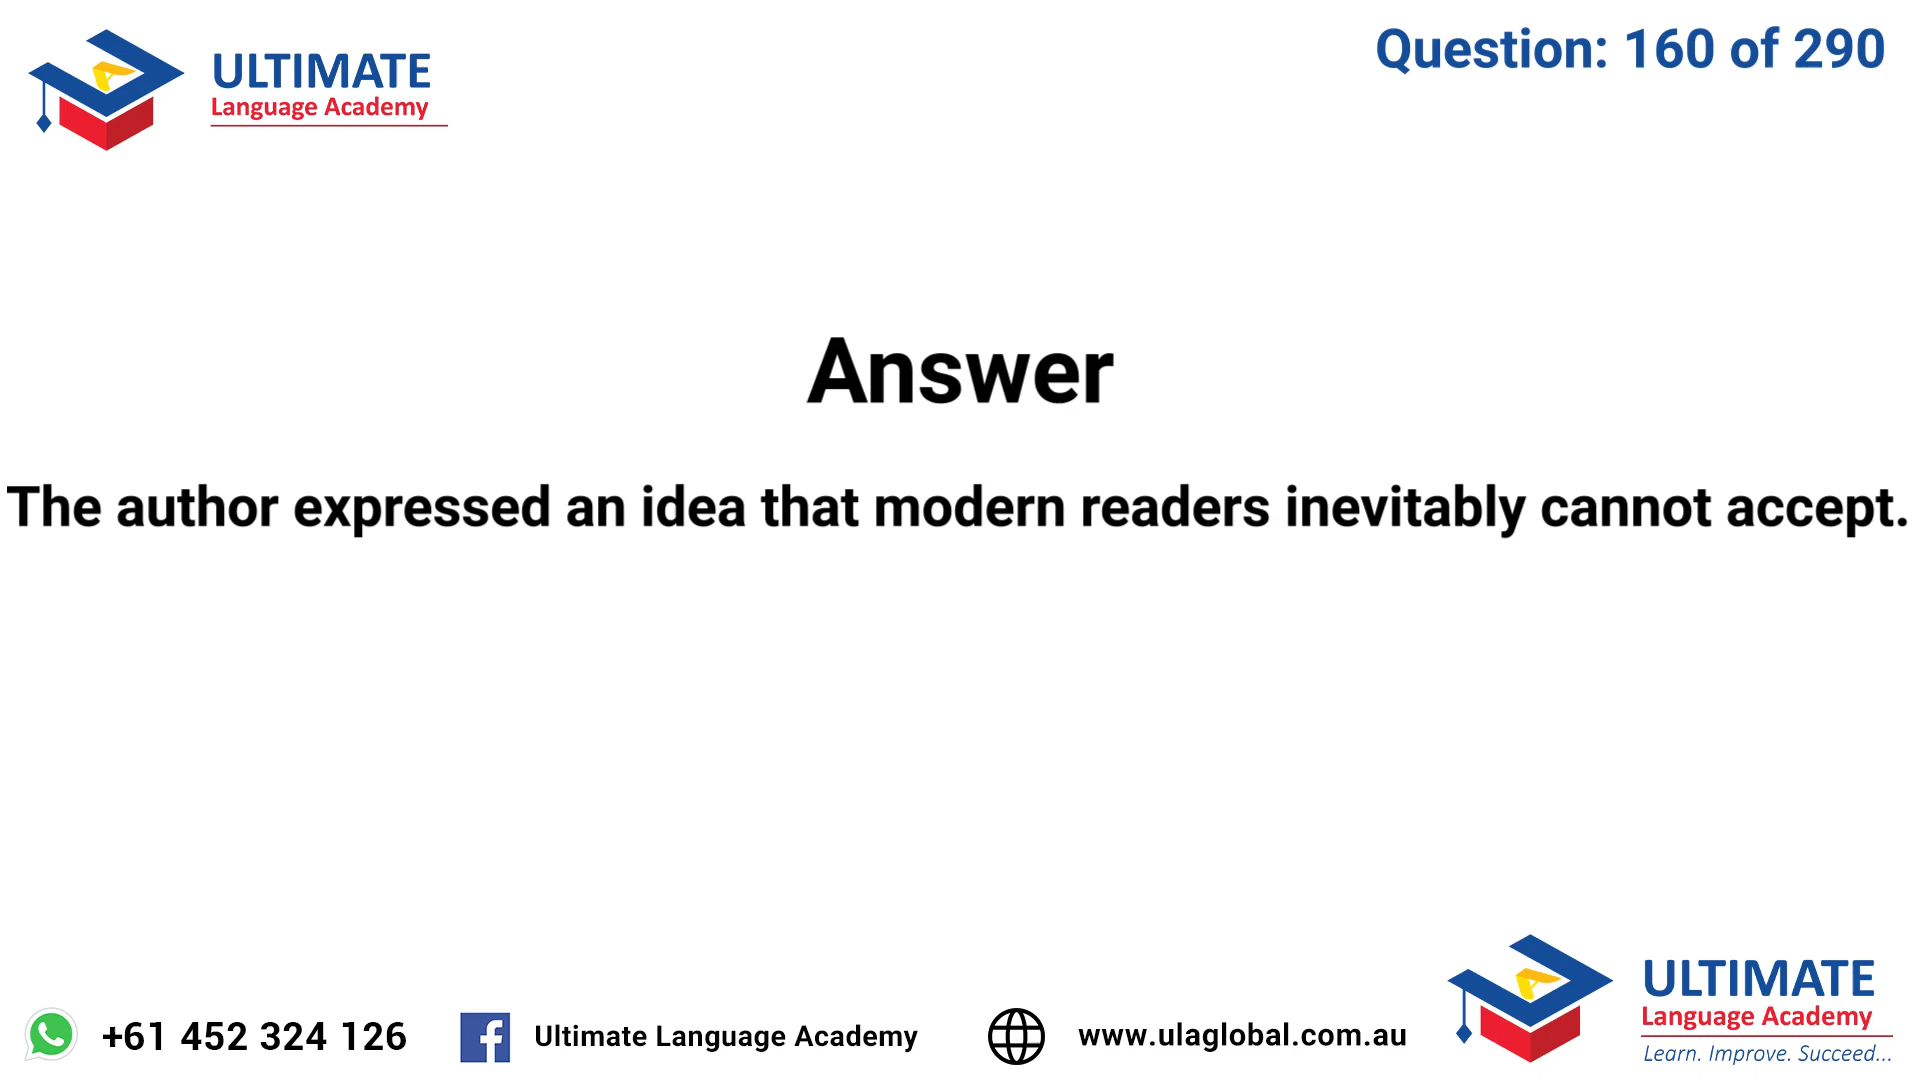 ULTIMATE
Language Academy
Question: 160 of 290
Answer
The author expressed an idea that modern readers inevitably cannot accept.
+61 452 324 126
Ultimate Language Academy
www.ulaglobal.com.au
ULTIMATE
Language Academy
Learn. Improve. Succeed...